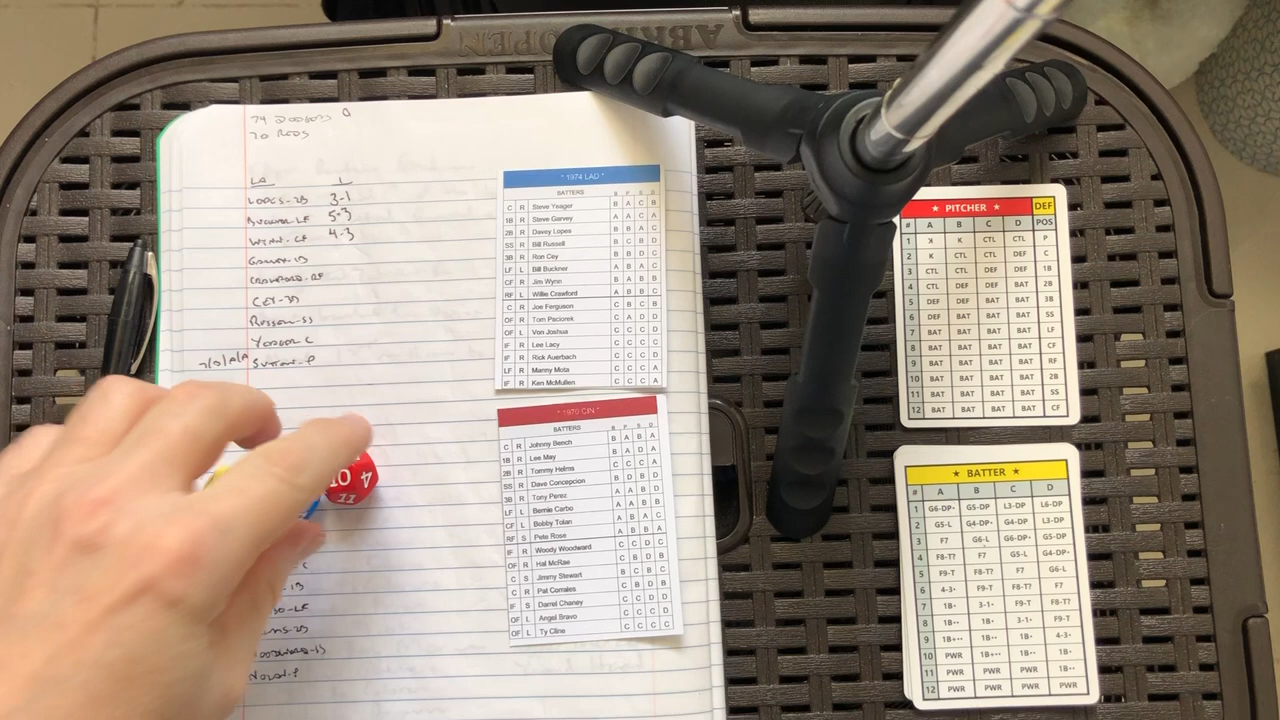 ABKHOPEN
74 DODGERS
70 REDS
LA 1
LOPES-2B 3-1
BUCKNER-LF 5-3
WYNN-CF 4-3
GARVEY-1B
CRAWFORD-RF
CEY-3B
RUSSELL-SS
YEAGER-C
SUTTON-P
" 1974 LAD "
BATTERS B P S D
C R Steve Yeager B A C B
1B R Steve Garvey A A C A
2B R Davey Lopes B B A C
SS R Bill Russell B C B D
3B R Ron Cey B B D C
LF L Bill Buckner A B A C
CF R Jim Wynn B A B B
RF L Willie Crawford A B B C
C R Joe Ferguson C B C B
OF R Tom Paciorek C A D D
OF L Von Joshua C C C D
IF R Lee Lacy C C C C
IF R Rick Auerbach C C C D
LF R Manny Mota C C C C
IF R Ken McMullen C C C A
" 1970 CIN "
BATTERS B P S D
C R Johnny Bench B A B A
1B R Lee May B A D A
2B R Tommy Helms C C C A
SS R Dave Concepcion B B B D
3B R Tony Perez A A B D
LF L Bernie Carbo A A B B
CF L Bobby Tolan A B A C
RF S Pete Rose A B B A
IF R Woody Woodward C C D C
OF R Hal McRae C B D B
C S Jimmy Stewart B C B C
C R Pat Corrales C B D B
IF S Darrel Chaney C C D B
OF L Angel Bravo C C C C
OF L Ty Cline C C C D
10 4
11
★ PITCHER ★ DEF
# A B C D POS
1 K K CTL CTL P
2 K CTL CTL DEF C
3 CTL CTL DEF DEF 1B
4 CTL DEF DEF BAT 2B
5 DEF DEF BAT BAT 3B
6 DEF BAT BAT BAT SS
7 BAT BAT BAT BAT LF
8 BAT BAT BAT BAT CF
9 BAT BAT BAT BAT RF
10 BAT BAT BAT BAT 2B
11 BAT BAT BAT BAT SS
12 BAT BAT BAT BAT CF
★ BATTER ★
# A B C D
1 G6-DP• G5-DP L3-DP L6-DP
2 G5-L G4-DP• G4-DP L3-DP
3 F7 G6-L G6-DP• G5-DP
4 F8-T? F7 G5-L G4-DP•
5 F9-T F8-T? F7 G6-L
6 4-3• F9-T F8-T? F7
7 1B• 3-1• F9-T F8-T?
8 1B•• 1B• 3-1• F9-T
9 1B+•• 1B•• 1B• 4-3•
10 PWR 1B+•• 1B•• 1B•
11 PWR PWR PWR 1B••
12 PWR PWR PWR PWR